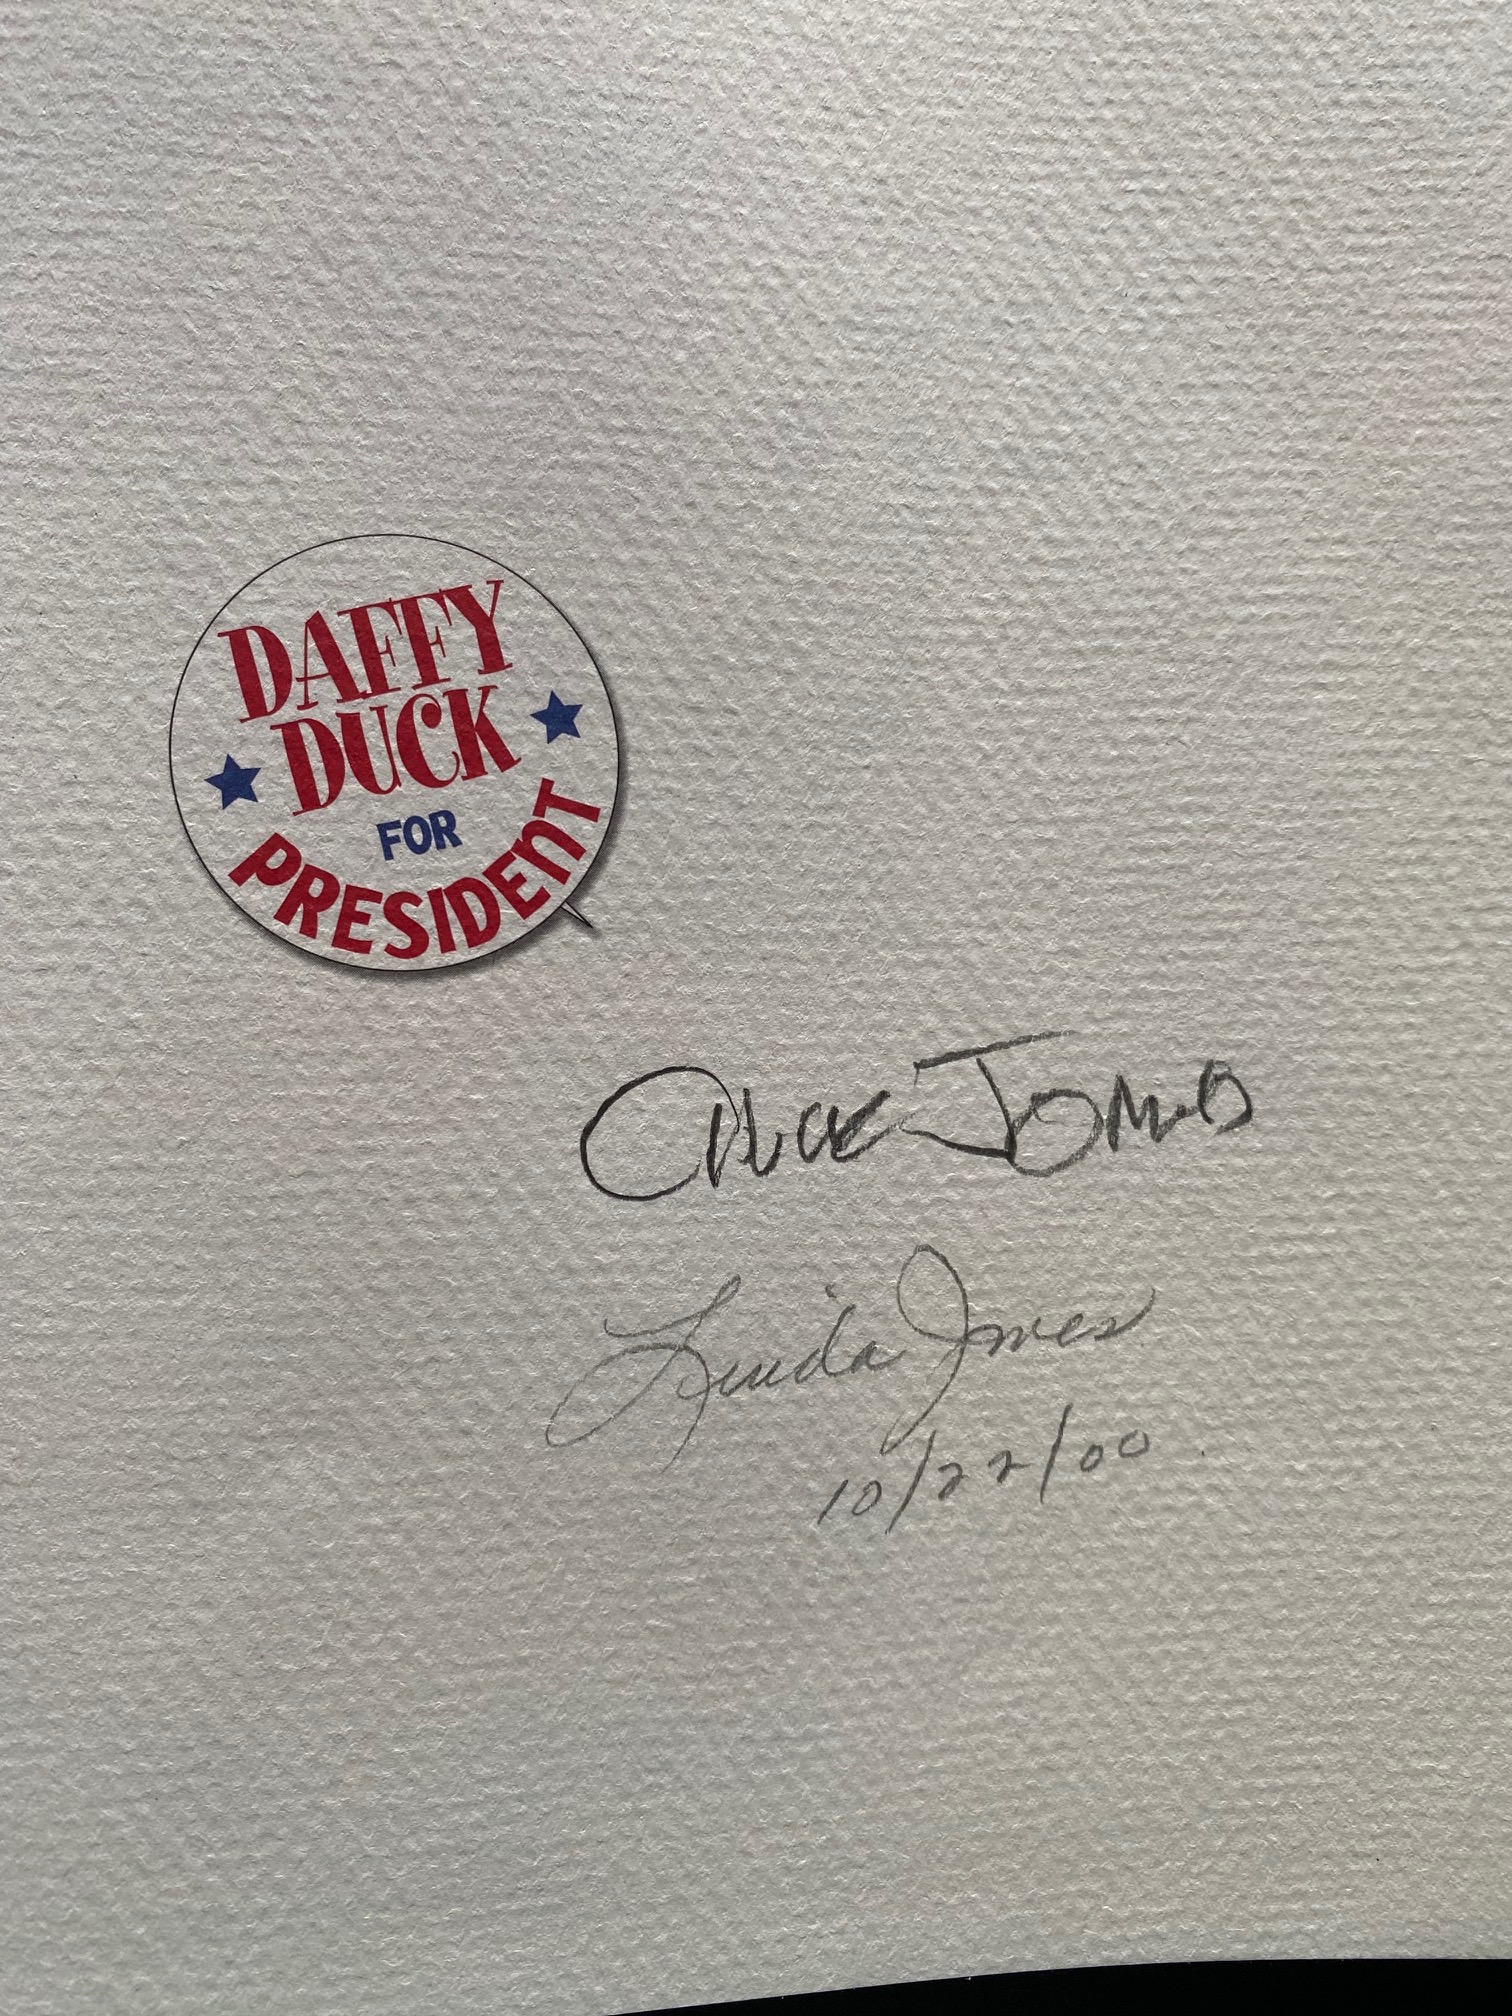 DAFFY
DUCK
FOR
PRESIDENT
Chuck Jones
Linda Jones
10/22/00